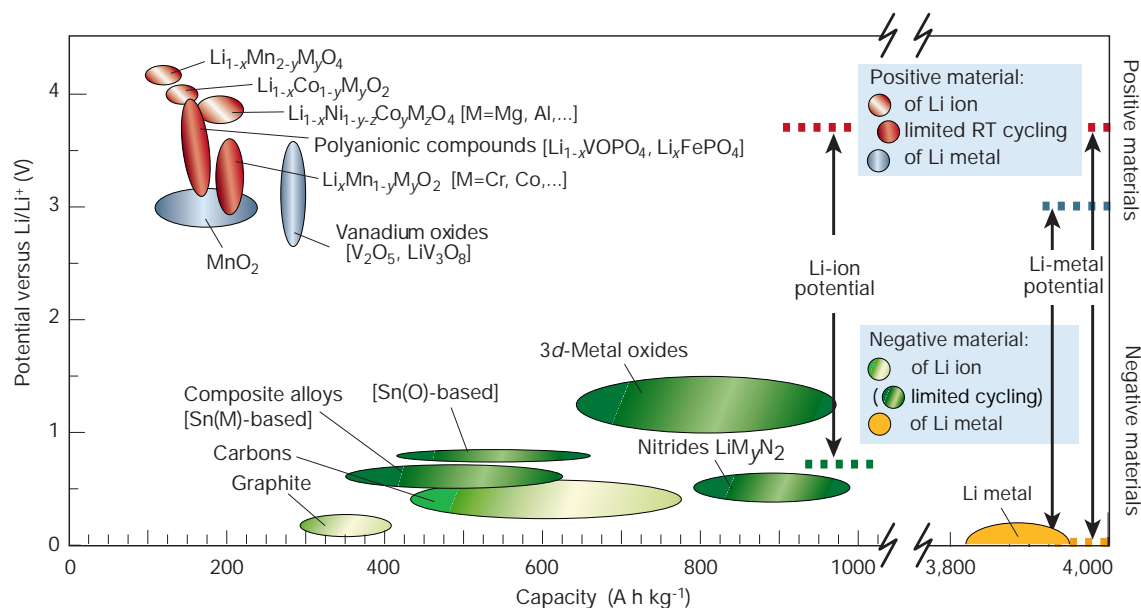 Potential versus Li/Li⁺ (V)
4
3
2
1
0
Li₁₋ₓMn₂₋yMyO₄
Li₁₋ₓCo₁₋yMyO₂
Li₁₋ₓNi₁₋y₋zCoyMzO₄ [M=Mg, Al,...]
Polyanionic compounds [Li₁₋ₓVOPO₄, LiₓFePO₄]
LiₓMn₁₋yMyO₂ [M=Cr, Co,...]
MnO₂
Vanadium oxides
[V₂O₅, LiV₃O₈]
Positive material:
of Li ion
limited RT cycling
of Li metal
Positive materials
Li-ion
potential
Li-metal
potential
3d-Metal oxides
Composite alloys
[Sn(M)-based]
[Sn(O)-based]
Carbons
Graphite
Nitrides LiMyN₂
Negative material:
of Li ion
( limited cycling)
of Li metal
Negative materials
Li metal
0
200
400
600
800
1000
3,800
4,000
Capacity (A h kg⁻¹)